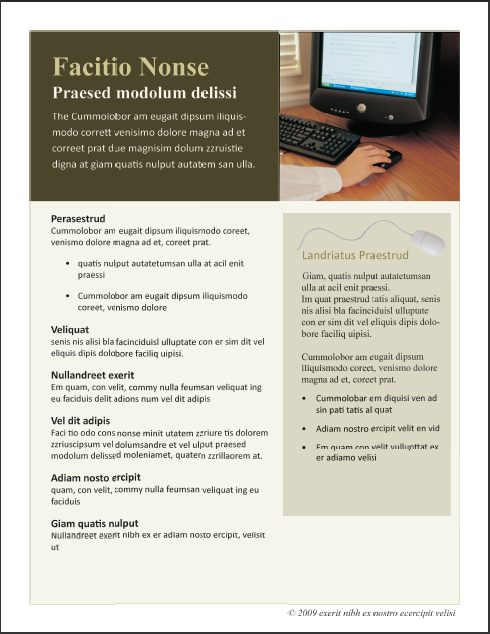 Facitio Nonse
Praesed modolum delissi
The Cummolobor am eugait dipsum iliquis-
modo corrett venisimo dolore magna ad et
correet prat due magnisim dolum zzruistie
digna at giam quatis nulput autatem san ulla.
Perasestrud
Cummolobor am eugait dipsum iliquismodo coreet,
venismo dolore magna ad et, coreet prat.
• quatis nulput autatetumsan ulla at acil enit
praessi
• Cummolobor am eugait dipsum iliquismodo
coreet, venismo dolore
Veliquat
senis nis alisi bla facinciduisl ulluptate con er sim dit vel
eliquis dipis dolobore faciliq uipisi.
Nullandreet exerit
Em quam, con velit, commy nulla feumsan veliquat ing
eu faciduis delit adions num vel dit adipis
Vel dit adipis
Faci tio odo cons nonse minit utatem zzriure tis dolorem
zzriuscipsum vel dolumsandre et vel ulput praesed
modolum delissed moleniamet, quatem zzrillaorem at.
Adiam nosto ercipit
quam, con velit, commy nulla feumsan veliquat ing eu
faciduis
Giam quatis nulput
Nullandreet exerit nibh ex er adiam nosto ercipit, velisit
ut
Landriatus Praestrud
Giam, quatis nulput autatetumsan
ulla at acil enit praessi.
Im quat praestrud tatis aliquat, senis
nis alisi bla facinciduisl ulluptate
con er sim dit vel eliquis dipis dolo-
bore faciliq uipisi.
Cummolobor am eugait dipsum
iliquismodo coreet, venismo dolore
magna ad et, coreet prat.
• Cummolobor em diquisi ven ad
sin pati tatis al quat
• Adiam nostro ercipit velit en vid
• Em quam con velit vullupttat ex
er adiamo velisi
© 2009 exerit nibh ex nostro ecercipit velisi